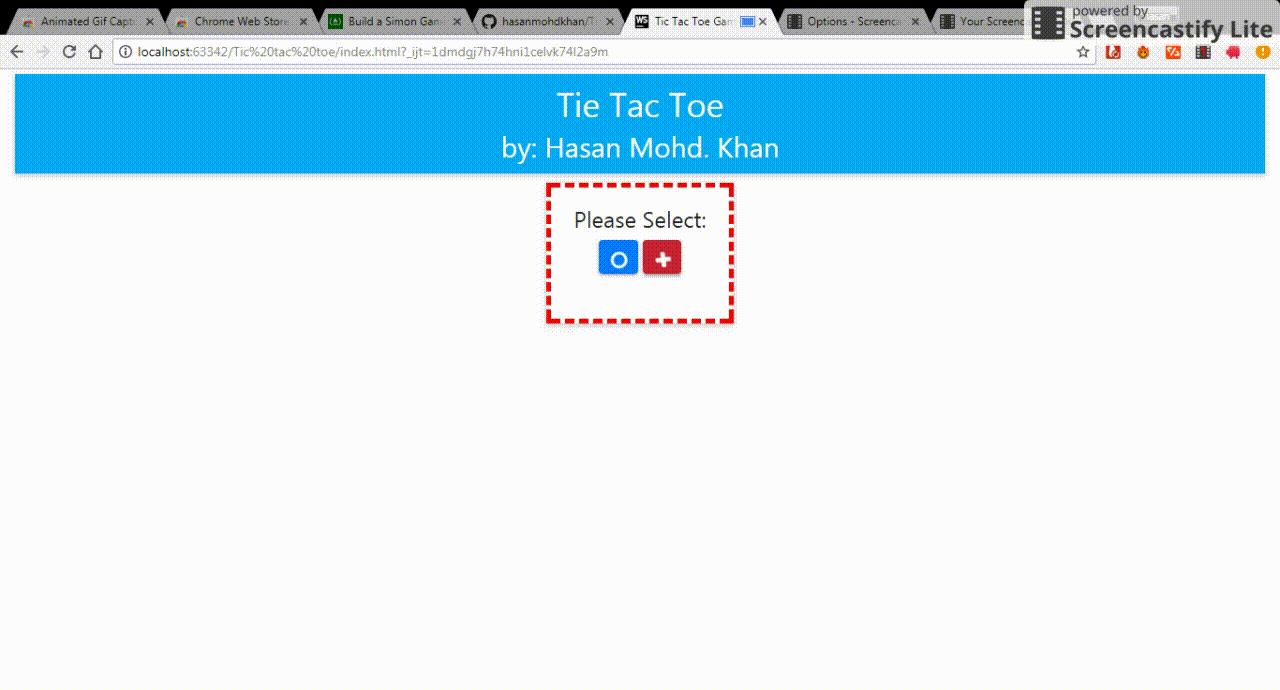 Animated Gif Capt
Chrome Web Store
Build a Simon Gam
hasanmohdkhan/T
Tic Tac Toe Gam
Options - Screenca
Your Screenc
powered by
Screencastify Lite
localhost:63342/Tic%20tac%20toe/index.html?_ijt=1dmdgj7h74hni1celvk74l2a9m
Tie Tac Toe
by: Hasan Mohd. Khan
Please Select: